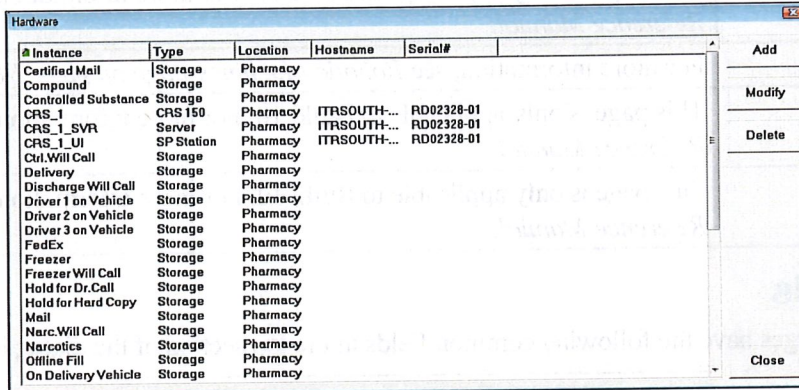 Hardware
Instance Type Location Hostname Serial#
Certified Mail Storage Pharmacy
Compound Storage Pharmacy
Controlled Substance Storage Pharmacy
CRS_1 CRS150 Pharmacy ITRSOUTH-... RD02328-01
CRS_1_SVR Server Pharmacy ITRSOUTH-... RD02328-01
CRS_1_UI SP Station Pharmacy ITRSOUTH-... RD02328-01
Ctrl.Will Call Storage Pharmacy
Delivery Storage Pharmacy
Discharge Will Call Storage Pharmacy
Driver 1 on Vehicle Storage Pharmacy
Driver 2 on Vehicle Storage Pharmacy
Driver 3 on Vehicle Storage Pharmacy
FedEx Storage Pharmacy
Freezer Storage Pharmacy
Freezer Will Call Storage Pharmacy
Hold for Dr.Call Storage Pharmacy
Hold for Hard Copy Storage Pharmacy
Mail Storage Pharmacy
Narc.Will Call Storage Pharmacy
Narcotics Storage Pharmacy
Offline Fill Storage Pharmacy
On Delivery Vehicle Storage Pharmacy
Add
Modify
Delete
Close